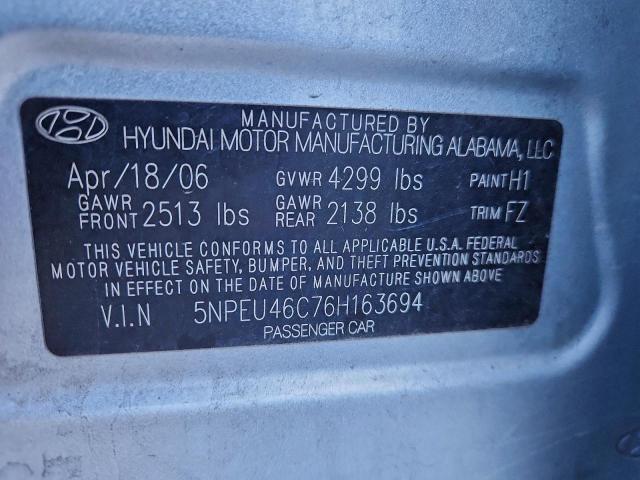 MANUFACTURED BY
HYUNDAI MOTOR MANUFACTURING ALABAMA, LLC
Apr/18/06 GVWR 4299 lbs PAINT H1
GAWR FRONT 2513 lbs GAWR REAR 2138 lbs TRIM FZ
THIS VEHICLE CONFORMS TO ALL APPLICABLE U.S.A. FEDERAL
MOTOR VEHICLE SAFETY, BUMPER, AND THEFT PREVENTION STANDARDS
IN EFFECT ON THE DATE OF MANUFACTURE SHOWN ABOVE
V.I.N 5NPEU46C76H163694
PASSENGER CAR